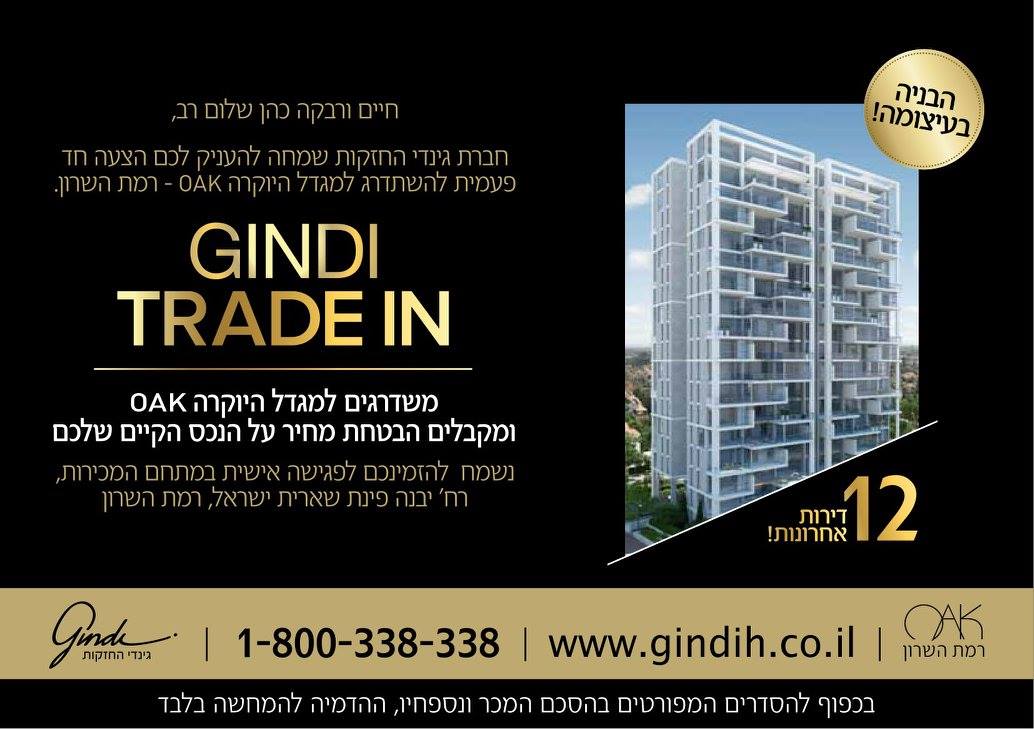 הבניה
בעיצומה!
חיים ורבקה כהן שלום רב,
חברת גינדי החזקות שמחה להעניק לכם הצעה חד
פעמית להשתדרג למגדל היוקרה OAK - רמת השרון.
GINDI
TRADE IN
משדרגים למגדל היוקרה OAK
ומקבלים הבטחת מחיר על הנכס הקיים שלכם
נשמח להזמינכם לפגישה אישית במתחם המכירות,
רח' יבנה פינת שארית ישראל, רמת השרון
12 דירות
אחרונות!
OAK
רמת השרון
www.gindih.co.il
1-800-338-338
Gindi
גינדי החזקות
בכפוף להסדרים המפורטים בהסכם המכר ונספחיו, ההדמיה להמחשה בלבד